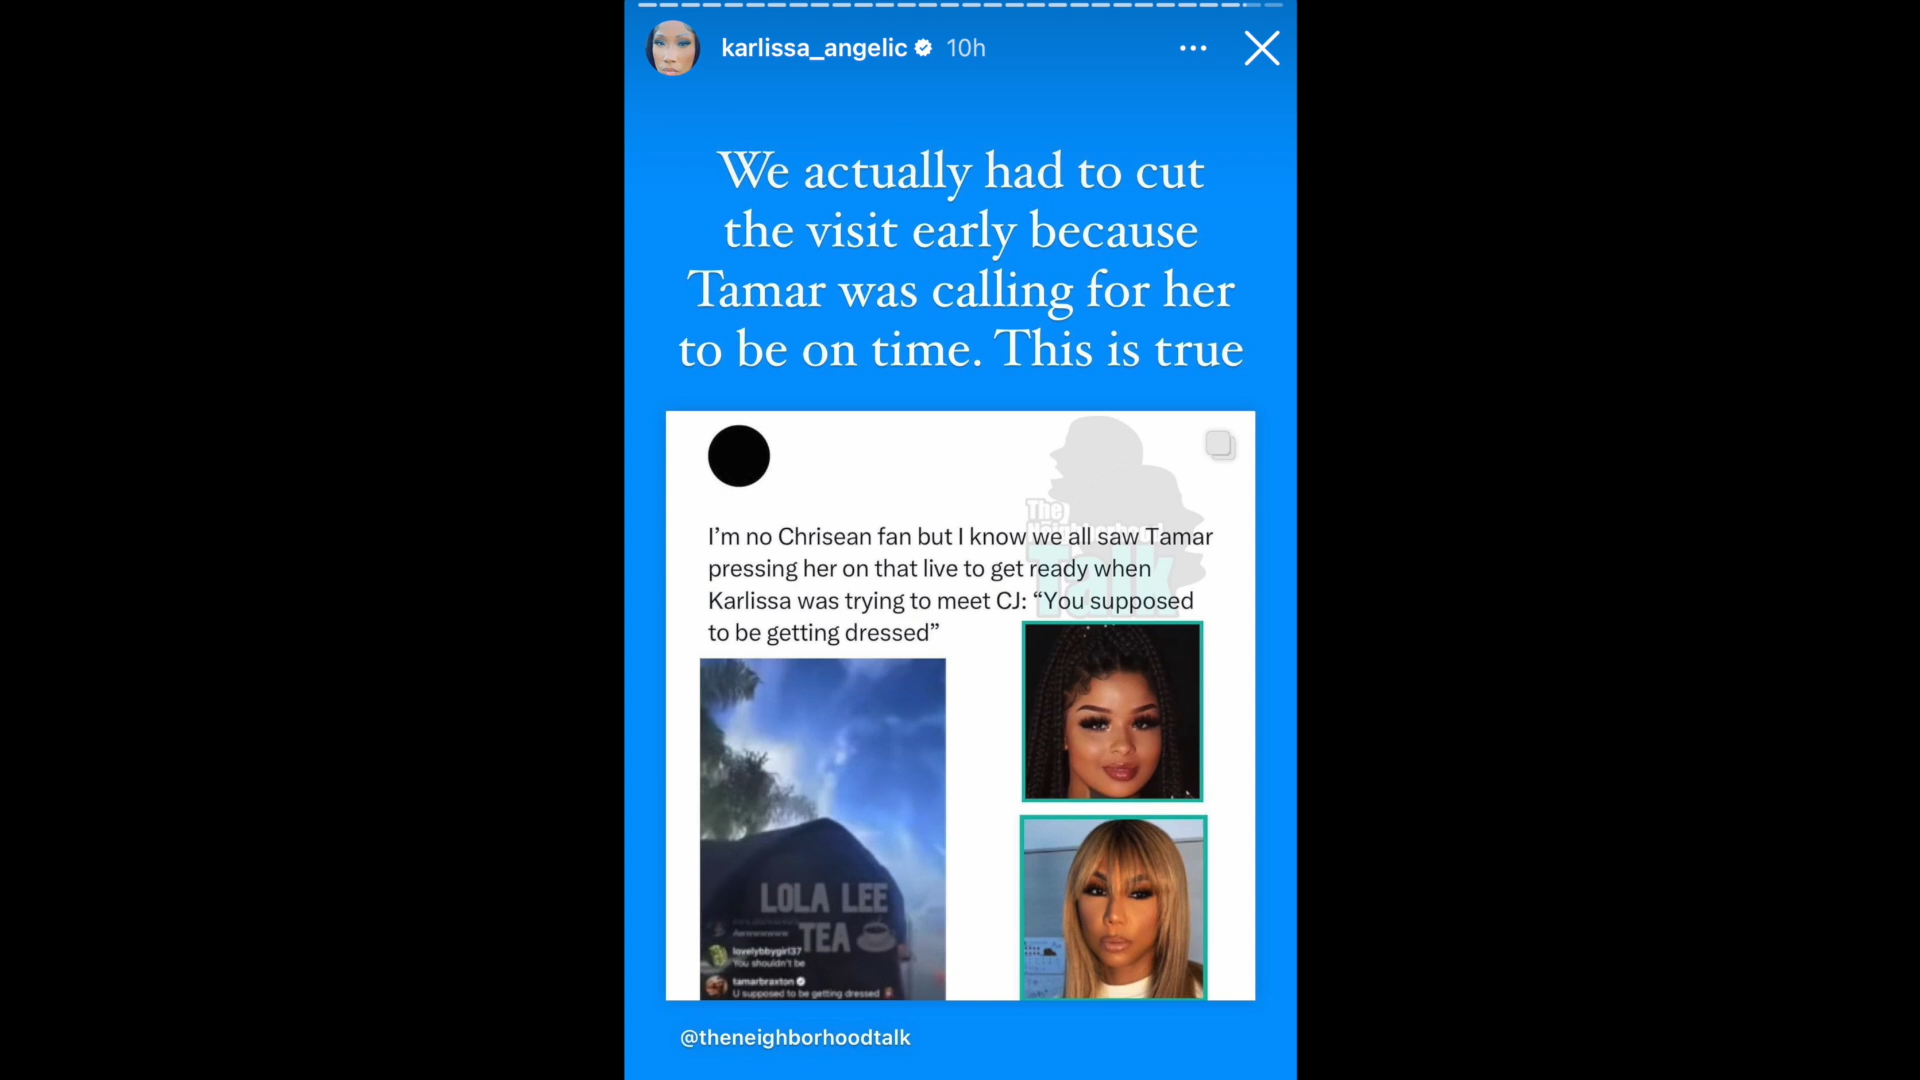 karlissa_angelic 10h
We actually had to cut
the visit early because
Tamar was calling for her
to be on time. This is true
The
Neighborhood
Talk
I’m no Chrisean fan but I know we all saw Tamar
pressing her on that live to get ready when
Karlissa was trying to meet CJ: “You supposed
to be getting dressed”
LOLA LEE
TEA
lovelybbygirl37
You shouldn't be
tamarbraxton
U supposed to be getting dressed
@theneighborhoodtalk